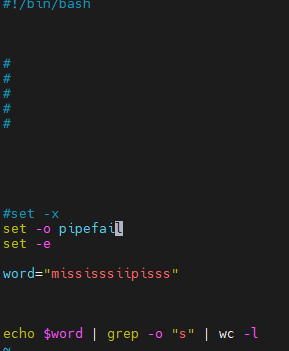 #!/bin/bash
#
#
#
#
#
#set -x
set -o pipefail
set -e
word="mississsiipisss"
echo $word | grep -o "s" | wc -l
~